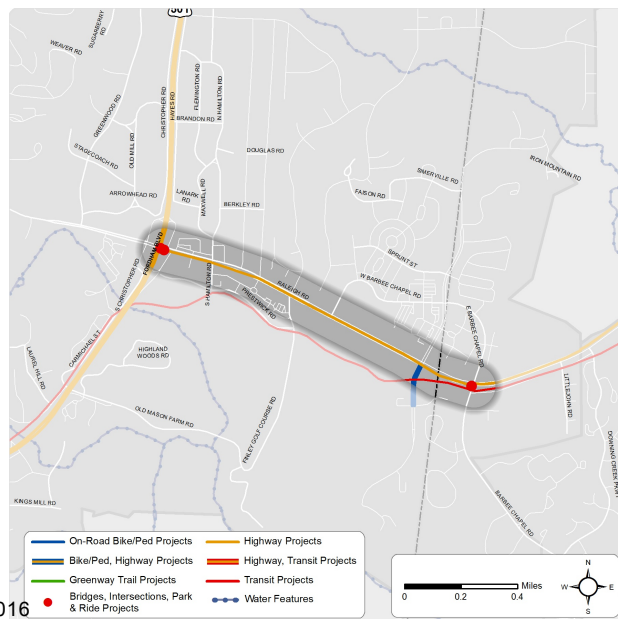 501
WEAVER RD
SUGARBERRY
RD
GREENWOOD RD
CHRISTOPHER RD
HAYES RD
FLEMINGTON RD
N HAMILTON RD
BRANDON RD
OLD MILL RD
STAGECOACH RD
DOUGLAS RD
SIMERVILLE RD
IRON MOUNTAIN RD
ARROWHEAD RD
LANARK
RD
MAXWELL RD
BERKLEY RD
FAISON RD
FORDHAM BLVD
S CHRISTOPHER RD
S HAMILTON RD
PRESTWICK RD
RALEIGH RD
SPRUNT ST
W BARBEE CHAPEL RD
E BARBEE CHAPEL RD
CARMICHAEL ST
LAUREL HILL RD
HIGHLAND
WOODS RD
OLD MASON FARM RD
FINLEY GOLF COURSE RD
LITTLEJOHN RD
DOWNING CREEK PKWY
BARBEE CHAPEL RD
KINGS MILL RD
On-Road Bike/Ped Projects
Highway Projects
Bike/Ped, Highway Projects
Highway, Transit Projects
Greenway Trail Projects
Transit Projects
Bridges, Intersections, Park
& Ride Projects
Water Features
016
0 0.2 0.4
Miles
N
W E
S